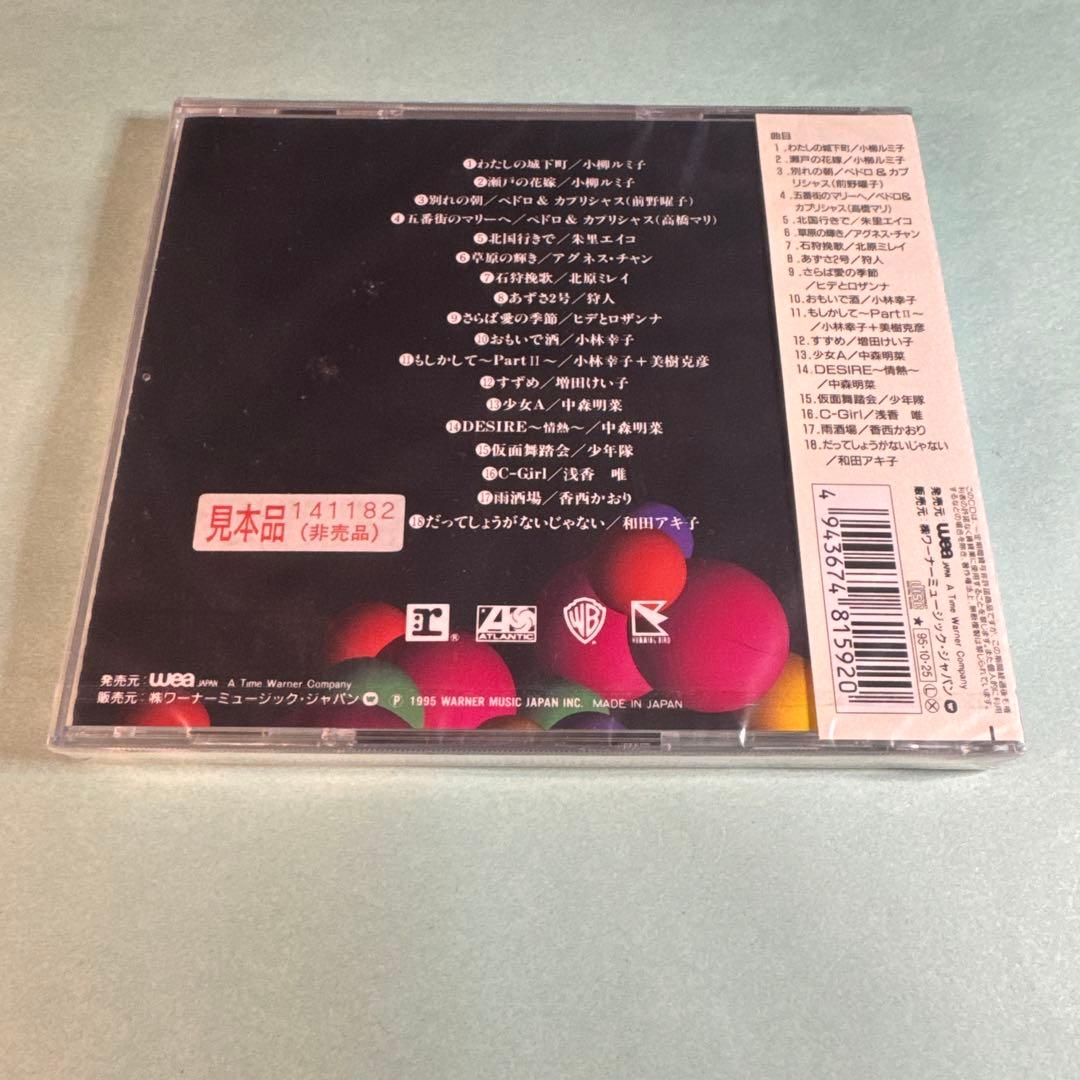 ❶わたしの城下町／小柳ルミ子
❷瀬戸の花嫁／小柳ルミ子
❸別れの朝／ペドロ & カプリシャス(前野曜子)
❹五番街のマリーへ／ペドロ & カプリシャス(高橋マリ)
❺北国行きで／朱里エイコ
❻草原の輝き／アグネス・チャン
❼石狩挽歌／北原ミレイ
❽あずさ2号／狩人
❾さらば愛の季節／ヒデとロザンナ
❿おもいで酒／小林幸子
⓫もしかして〜PartⅡ〜／小林幸子＋美樹克彦
⓬すずめ／増田けい子
⓭少女A／中森明菜
⓮DESIRE〜情熱〜／中森明菜
⓯仮面舞踏会／少年隊
⓰C-Girl／浅香　唯
⓱雨酒場／香西かおり
⓲だってしょうがないじゃない／和田アキ子
見本品 141182
(非売品)
r®
ATLANTIC
WB
HUMMING BIRD
発売元：wea JAPAN A Time Warner Company
販売元：㈱ワーナーミュージック・ジャパン Ⓟ 1995 WARNER MUSIC JAPAN INC. MADE IN JAPAN
曲目
1.わたしの城下町／小柳ルミ子
2.瀬戸の花嫁／小柳ルミ子
3.別れの朝／ペドロ & カプ
リシャス(前野曜子)
4.五番街のマリーへ／ペドロ&
カプリシャス(高橋マリ)
5.北国行きで／朱里エイコ
6.草原の輝き／アグネス・チャン
7.石狩挽歌／北原ミレイ
8.あずさ2号／狩人
9.さらば愛の季節
／ヒデとロザンナ
10.おもいで酒／小林幸子
11.もしかして〜PartⅡ〜
／小林幸子＋美樹克彦
12.すずめ／増田けい子
13.少女A／中森明菜
14.DESIRE〜情熱〜
／中森明菜
15.仮面舞踏会／少年隊
16.C-Girl／浅香　唯
17.雨酒場／香西かおり
18.だってしょうがないじゃない
／和田アキ子
4 943674 815920
発売元 wea JAPAN A Time Warner Company
販売元 ㈱ワーナーミュージック・ジャパン
★95・10・25 Ⓛ Ⓧ